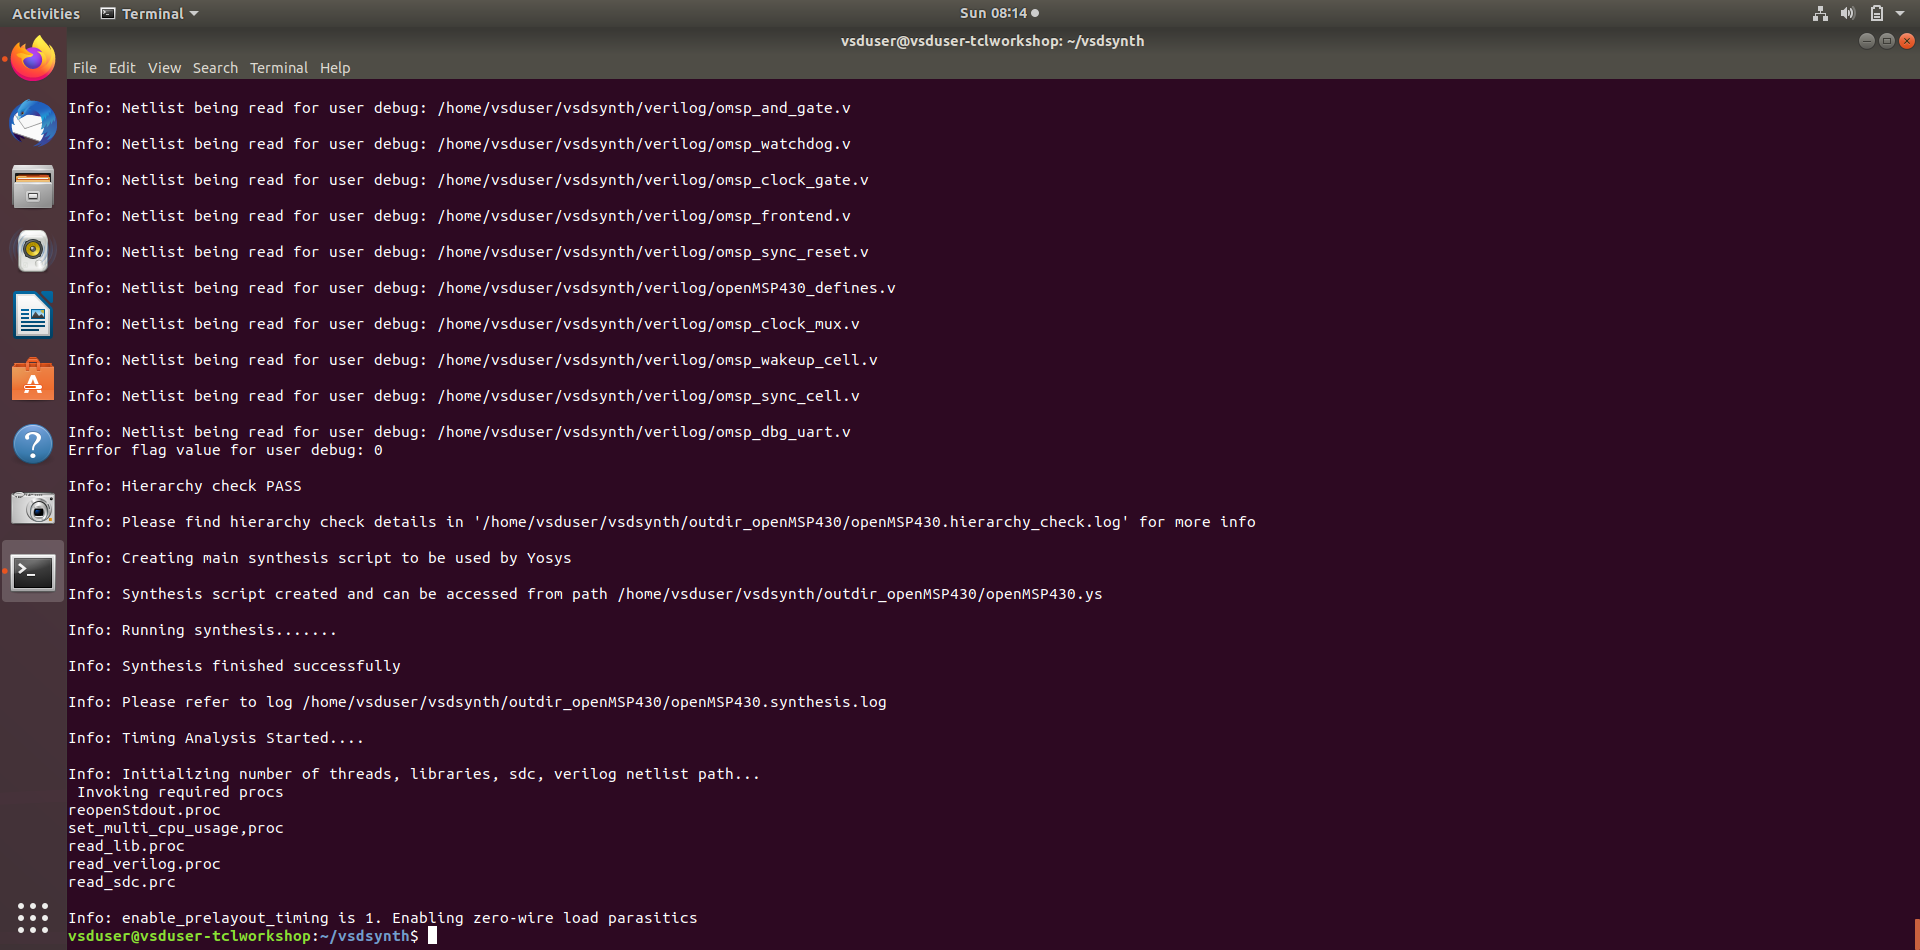 Activities Terminal Sun 08:14
vsduser@vsduser-tclworkshop: ~/vsdsynth
File Edit View Search Terminal Help
Info: Netlist being read for user debug: /home/vsduser/vsdsynth/verilog/omsp_and_gate.v
Info: Netlist being read for user debug: /home/vsduser/vsdsynth/verilog/omsp_watchdog.v
Info: Netlist being read for user debug: /home/vsduser/vsdsynth/verilog/omsp_clock_gate.v
Info: Netlist being read for user debug: /home/vsduser/vsdsynth/verilog/omsp_frontend.v
Info: Netlist being read for user debug: /home/vsduser/vsdsynth/verilog/omsp_sync_reset.v
Info: Netlist being read for user debug: /home/vsduser/vsdsynth/verilog/openMSP430_defines.v
Info: Netlist being read for user debug: /home/vsduser/vsdsynth/verilog/omsp_clock_mux.v
Info: Netlist being read for user debug: /home/vsduser/vsdsynth/verilog/omsp_wakeup_cell.v
Info: Netlist being read for user debug: /home/vsduser/vsdsynth/verilog/omsp_sync_cell.v
Info: Netlist being read for user debug: /home/vsduser/vsdsynth/verilog/omsp_dbg_uart.v
Errfor flag value for user debug: 0
Info: Hierarchy check PASS
Info: Please find hierarchy check details in '/home/vsduser/vsdsynth/outdir_openMSP430/openMSP430.hierarchy_check.log' for more info
Info: Creating main synthesis script to be used by Yosys
Info: Synthesis script created and can be accessed from path /home/vsduser/vsdsynth/outdir_openMSP430/openMSP430.ys
Info: Running synthesis.......
Info: Synthesis finished successfully
Info: Please refer to log /home/vsduser/vsdsynth/outdir_openMSP430/openMSP430.synthesis.log
Info: Timing Analysis Started....
Info: Initializing number of threads, libraries, sdc, verilog netlist path...
Invoking required procs
reopenStdout.proc
set_multi_cpu_usage,proc
read_lib.proc
read_verilog.proc
read_sdc.prc
Info: enable_prelayout_timing is 1. Enabling zero-wire load parasitics
vsduser@vsduser-tclworkshop:~/vsdsynth$